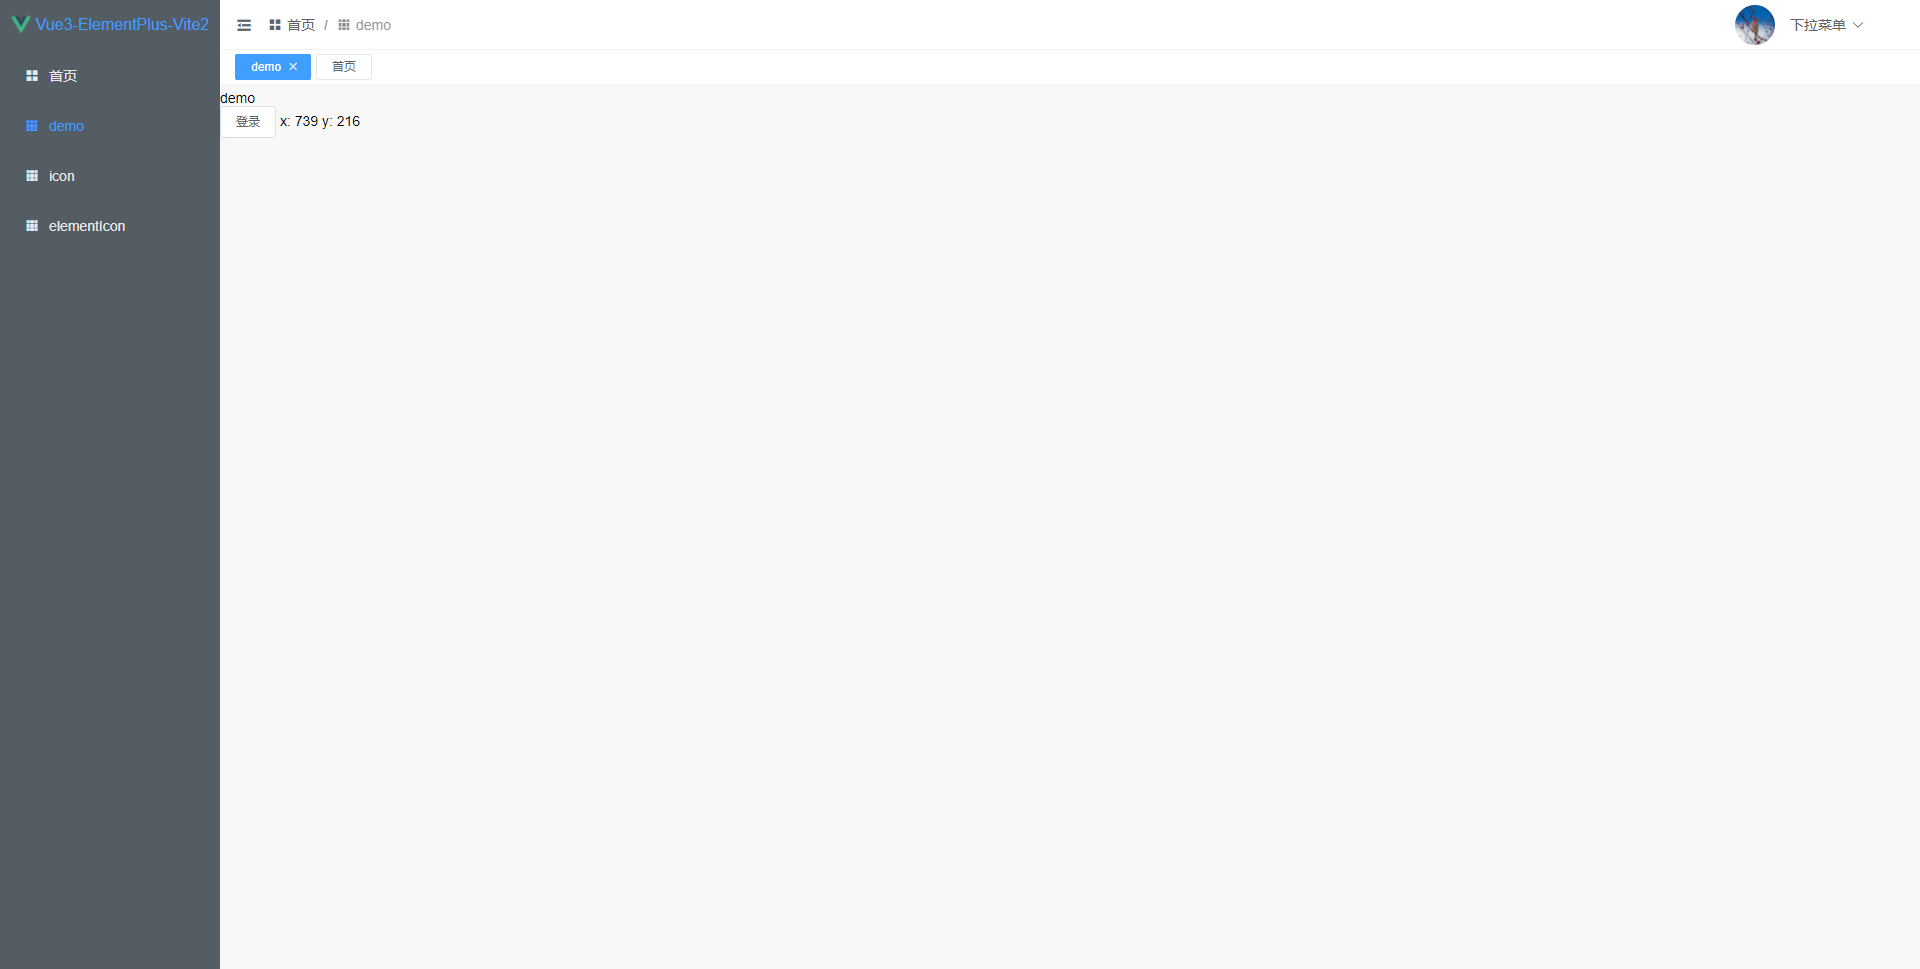 Vue3-ElementPlus-Vite2
首页
demo
icon
elementIcon
首页 / demo
下拉菜单
demo 首页
demo
登录 x: 739 y: 216